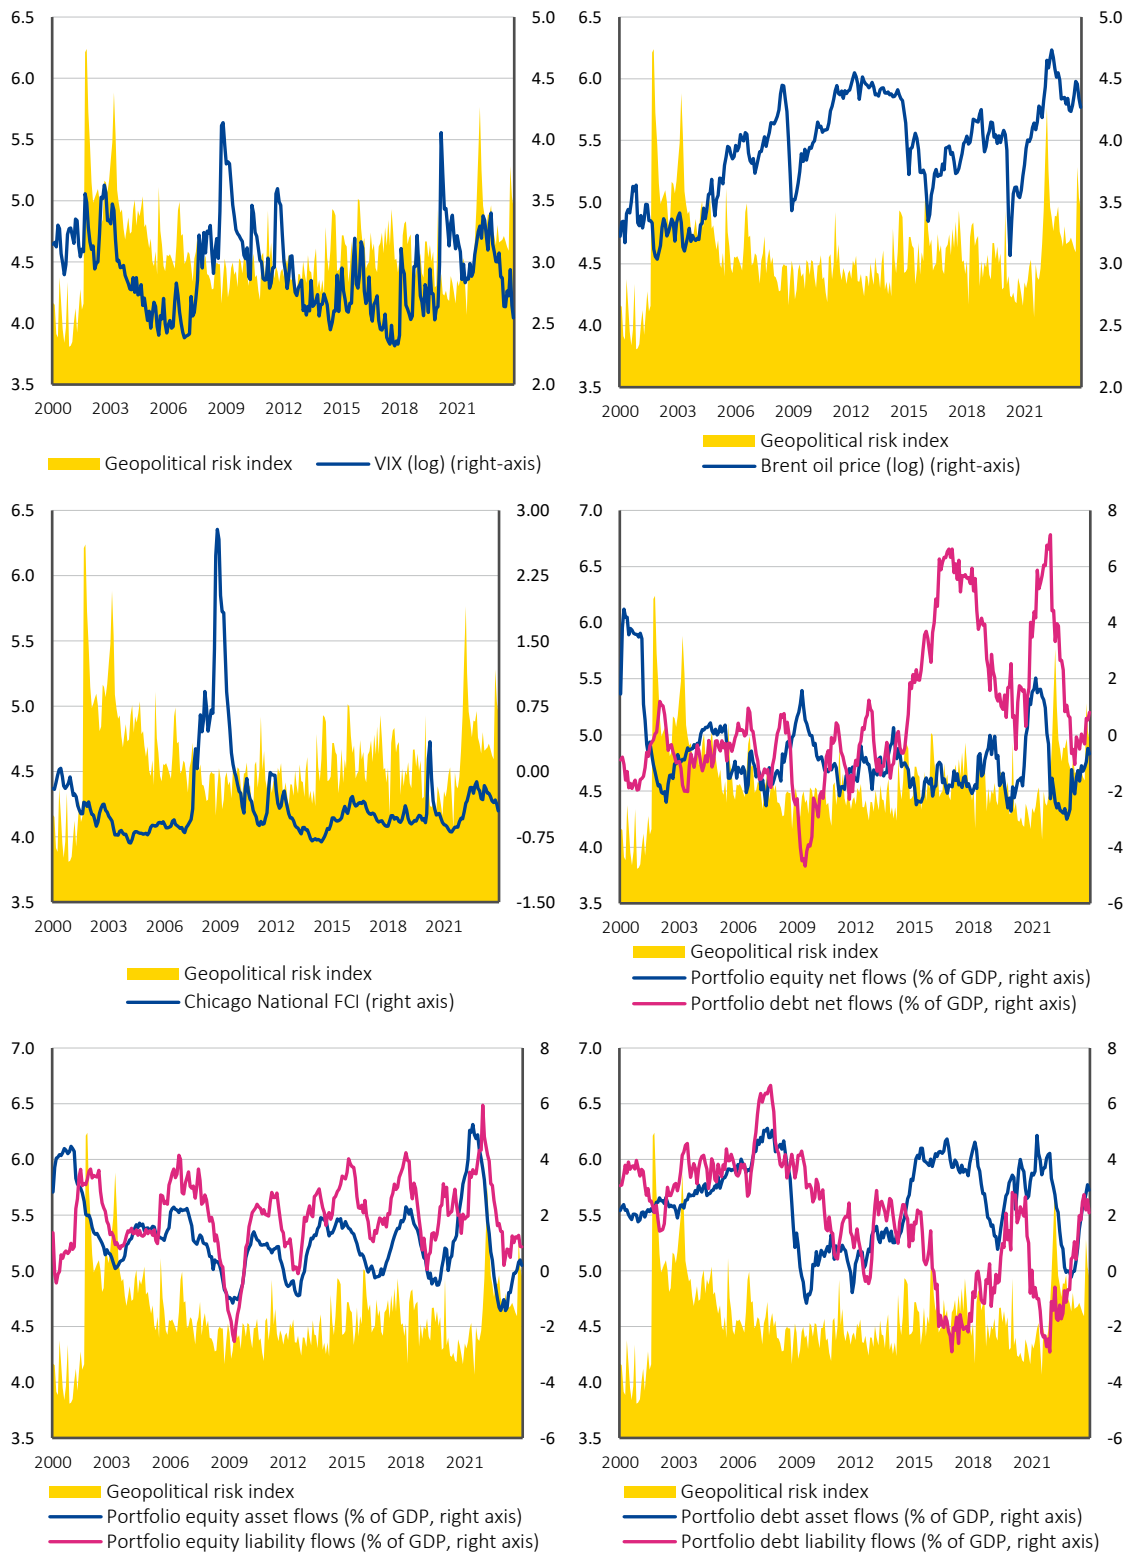 6.5 5.0 6.5 5.0
6.0 4.5 6.0 4.5
5.5 4.0 5.5 4.0
5.0 3.5 5.0 3.5
4.5 3.0 4.5 3.0
4.0 2.5 4.0 2.5
3.5 2.0 3.5 2.0
2000 2003 2006 2009 2012 2015 2018 2021
2000 2003 2006 2009 2012 2015 2018 2021
Geopolitical risk index VIX (log) (right-axis)
Geopolitical risk index
Brent oil price (log) (right-axis)
6.5 3.00 7.0 8
6.0 2.25 6.5 6
5.5 1.50 6.0 4
5.0 0.75 5.5 2
4.5 0.00 5.0 0
4.0 -0.75 4.5 -2
3.5 -1.50 4.0 -4
3.5 -6
2000 2003 2006 2009 2012 2015 2018 2021
2000 2003 2006 2009 2012 2015 2018 2021
Geopolitical risk index
Chicago National FCI (right axis)
Geopolitical risk index
Portfolio equity net flows (% of GDP, right axis)
Portfolio debt net flows (% of GDP, right axis)
7.0 8 7.0 8
6.5 6 6.5 6
6.0 4 6.0 4
5.5 2 5.5 2
5.0 0 5.0 0
4.5 -2 4.5 -2
4.0 -4 4.0 -4
3.5 -6 3.5 -6
2000 2003 2006 2009 2012 2015 2018 2021
2000 2003 2006 2009 2012 2015 2018 2021
Geopolitical risk index
Portfolio equity asset flows (% of GDP, right axis)
Portfolio equity liability flows (% of GDP, right axis)
Geopolitical risk index
Portfolio debt asset flows (% of GDP, right axis)
Portfolio debt liability flows (% of GDP, right axis)